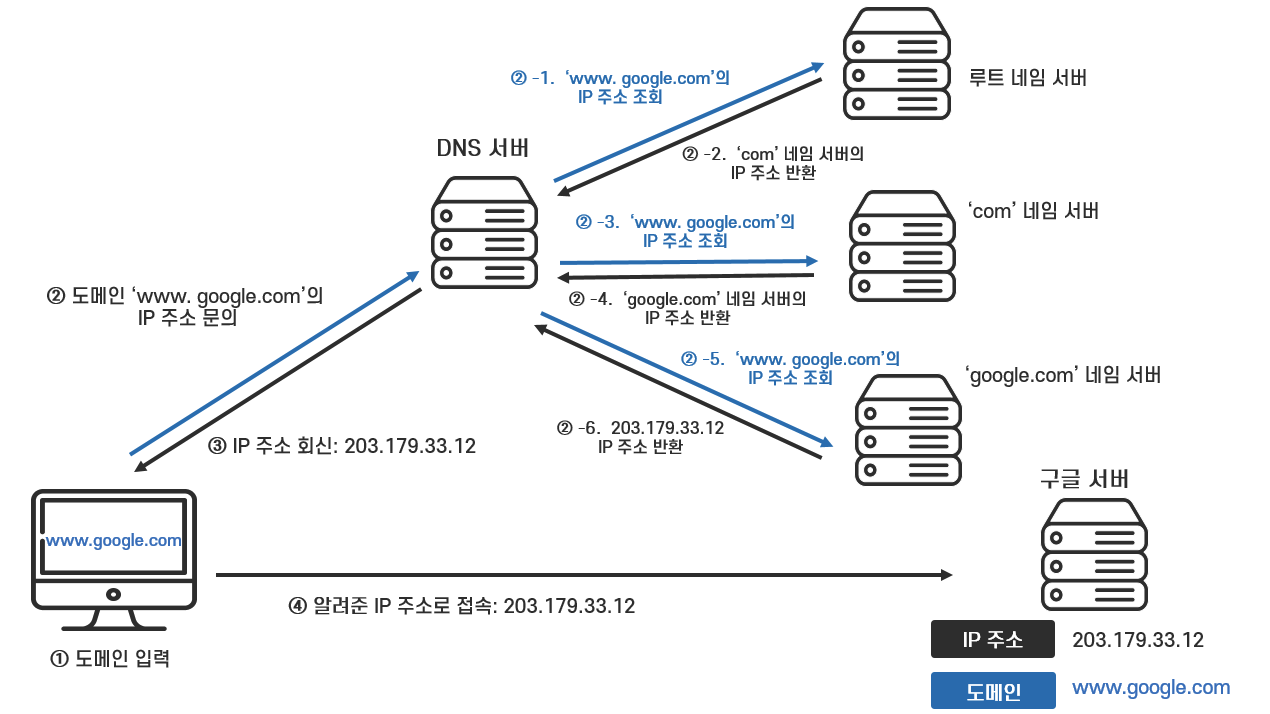 ② -1. ‘www. google.com’의
IP 주소 조회
루트 네임 서버
DNS 서버
② -2. ‘com’ 네임 서버의
IP 주소 반환
② -3. ‘www. google.com’의
IP 주소 조회
‘com’ 네임 서버
② 도메인 ‘www. google.com’의
IP 주소 문의
② -4. ‘google.com’ 네임 서버의
IP 주소 반환
② -5. ‘www. google.com’의
IP 주소 조회
‘google.com’ 네임 서버
② -6. 203.179.33.12
IP 주소 반환
③ IP 주소 회신: 203.179.33.12
구글 서버
www.google.com
④ 알려준 IP 주소로 접속: 203.179.33.12
① 도메인 입력
IP 주소 203.179.33.12
도메인 www.google.com